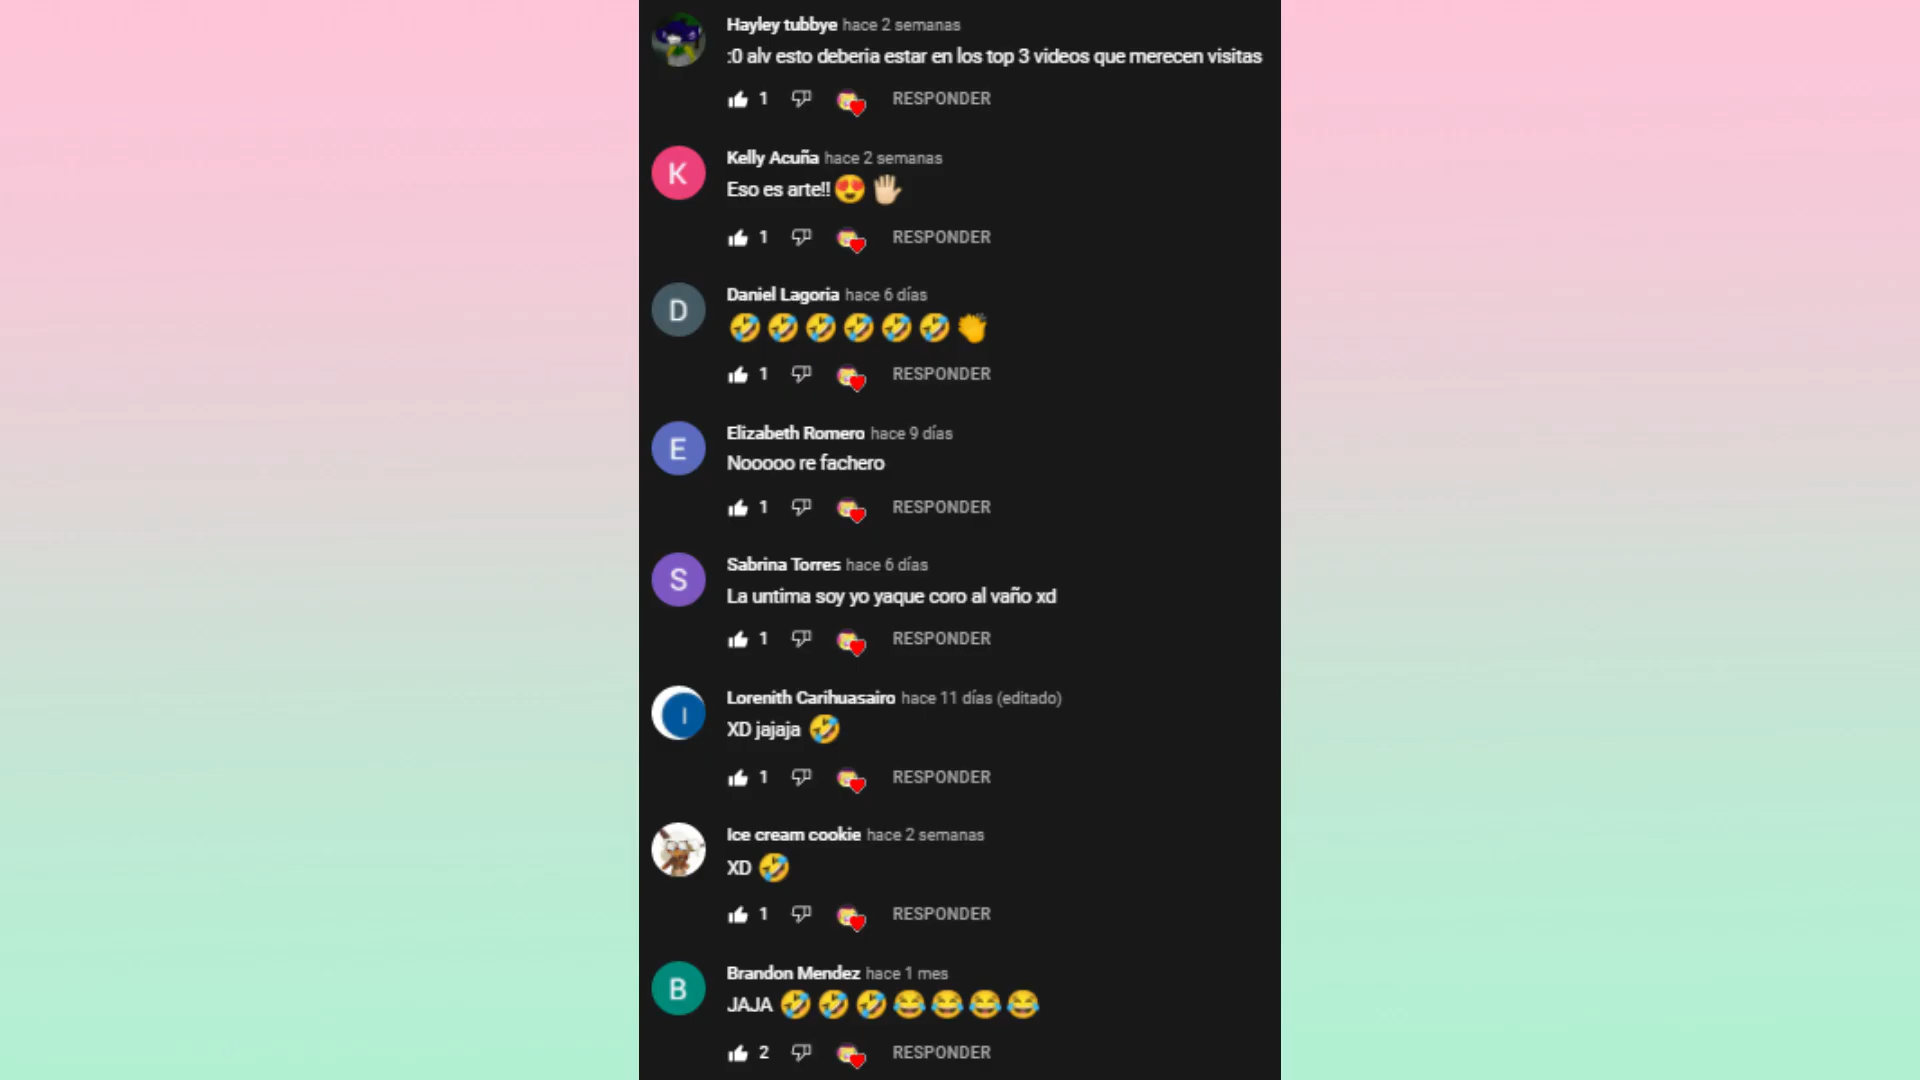 Hayley tubbye hace 2 semanas
:0 alv esto deberia estar en los top 3 videos que merecen visitas
1 RESPONDER
K
Kelly Acuña hace 2 semanas
Eso es arte!! 😍 🖐🏻
1 RESPONDER
D
Daniel Lagoria hace 6 días
🤣 🤣 🤣 🤣 🤣 🤣 👏
1 RESPONDER
E
Elizabeth Romero hace 9 días
Nooooo re fachero
1 RESPONDER
S
Sabrina Torres hace 6 días
La untima soy yo yaque coro al vaño xd
1 RESPONDER
I
Lorenith Carihuasairo hace 11 días (editado)
XD jajaja 🤣
1 RESPONDER
Ice cream cookie hace 2 semanas
XD 🤣
1 RESPONDER
B
Brandon Mendez hace 1 mes
JAJA 🤣 🤣 🤣 😂 😂 😂 😂
2 RESPONDER